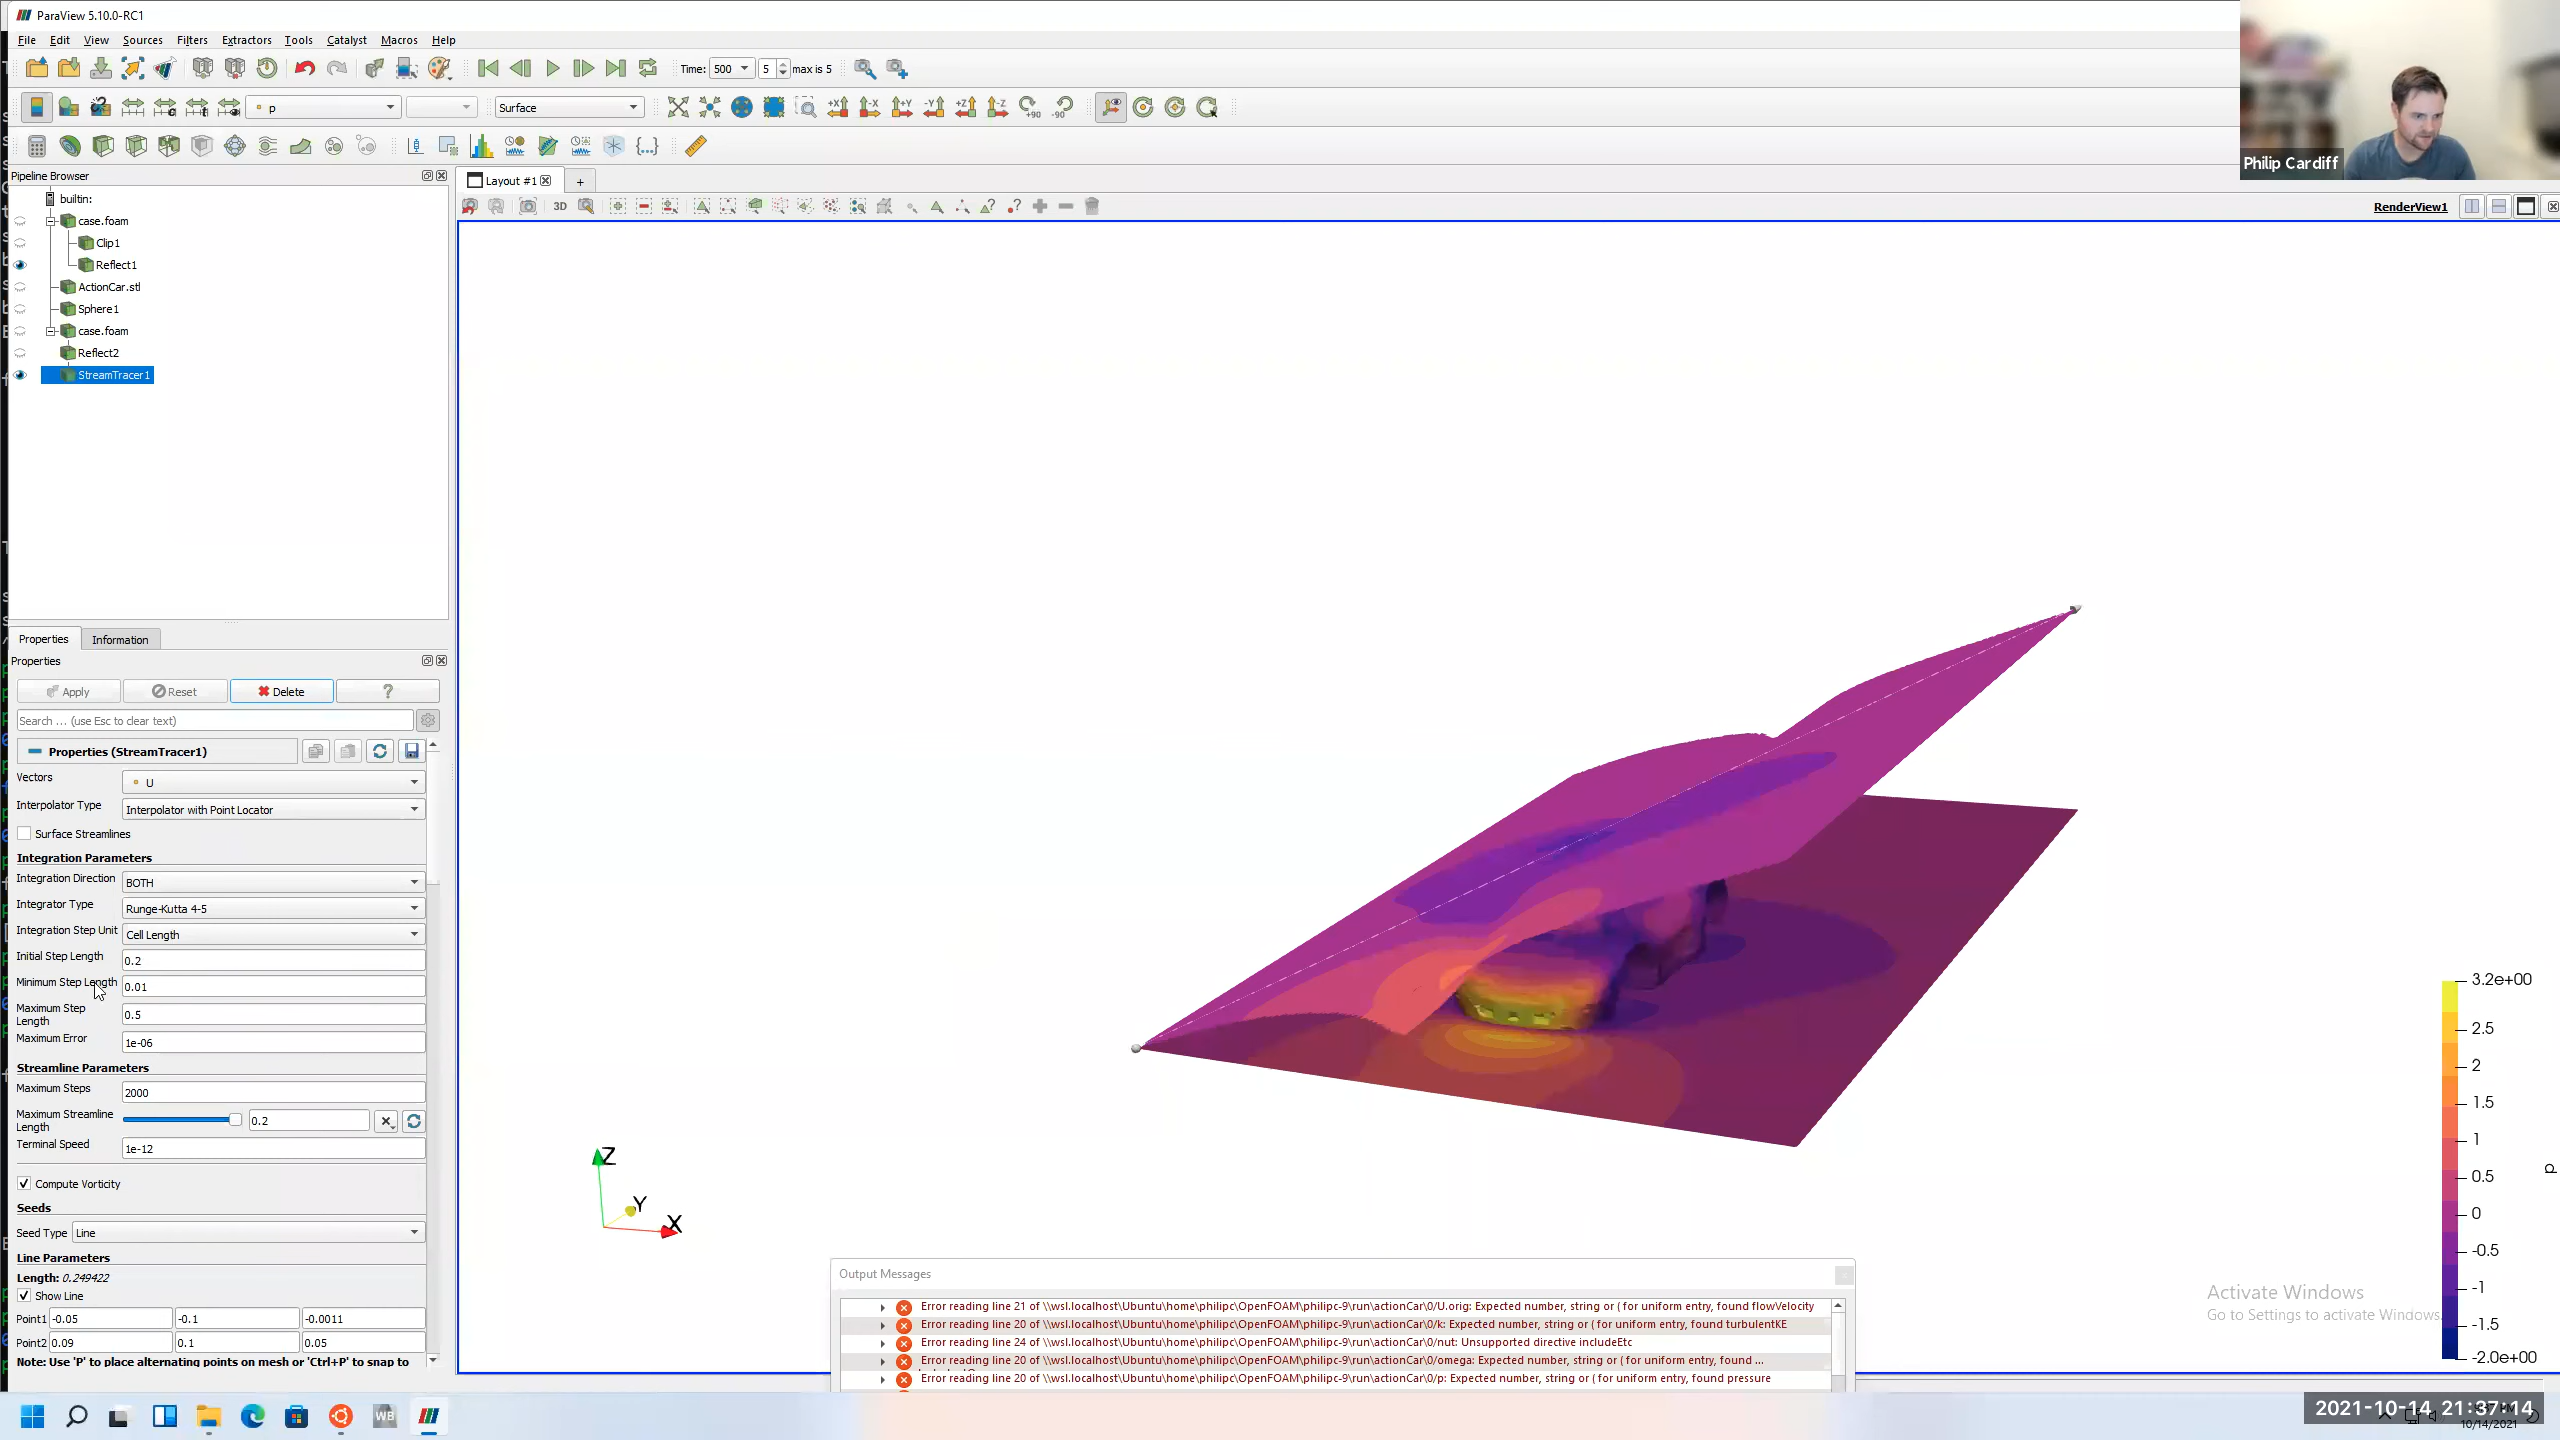 ParaView 5.10.0-RC1
File Edit View Sources Filters Extractors Tools Catalyst Macros Help
Time: 500 5 max is 5
p Surface +X -X +Y -Y +Z -Z +90 -90
Pipeline Browser
Layout #1 +
3D
RenderView1
Philip Cardiff
builtin:
case.foam
Clip1
Reflect1
ActionCar.stl
Sphere1
case.foam
Reflect2
StreamTracer1
Properties Information
Properties
Apply Reset Delete ?
Search ... (use Esc to clear text)
Properties (StreamTracer1)
Vectors U
Interpolator Type Interpolator with Point Locator
Surface Streamlines
Integration Parameters
Integration Direction BOTH
Integrator Type Runge-Kutta 4-5
Integration Step Unit Cell Length
Initial Step Length 0.2
Minimum Step Length 0.01
Maximum Step Length 0.5
Maximum Error 1e-06
Streamline Parameters
Maximum Steps 2000
Maximum Streamline Length 0.2
Terminal Speed 1e-12
Compute Vorticity
Seeds
Seed Type Line
Line Parameters
Length: 0.249422
Show Line
Point1 -0.05 -0.1 -0.0011
Point2 0.09 0.1 0.05
Note: Use 'P' to place alternating points on mesh or 'Ctrl+P' to snap to
Z
Y
X
3.2e+00
2.5
2
1.5
1
0.5
0
-0.5
-1
-1.5
-2.0e+00
p
Output Messages
Error reading line 21 of \\wsl.localhost\Ubuntu\home\philipc\OpenFOAM\philipc-9\run\actionCar\0/U.orig: Expected number, string or ( for uniform entry, found flowVelocity
Error reading line 20 of \\wsl.localhost\Ubuntu\home\philipc\OpenFOAM\philipc-9\run\actionCar\0/k: Expected number, string or ( for uniform entry, found turbulentKE
Error reading line 24 of \\wsl.localhost\Ubuntu\home\philipc\OpenFOAM\philipc-9\run\actionCar\0/nut: Unsupported directive includeEtc
Error reading line 20 of \\wsl.localhost\Ubuntu\home\philipc\OpenFOAM\philipc-9\run\actionCar\0/omega: Expected number, string or ( for uniform entry, found ...
Error reading line 20 of \\wsl.localhost\Ubuntu\home\philipc\OpenFOAM\philipc-9\run\actionCar\0/p: Expected number, string or ( for uniform entry, found pressure
Activate Windows
Go to Settings to activate Windows.
WB
2021-10-14 21:37:14
10/14/2021